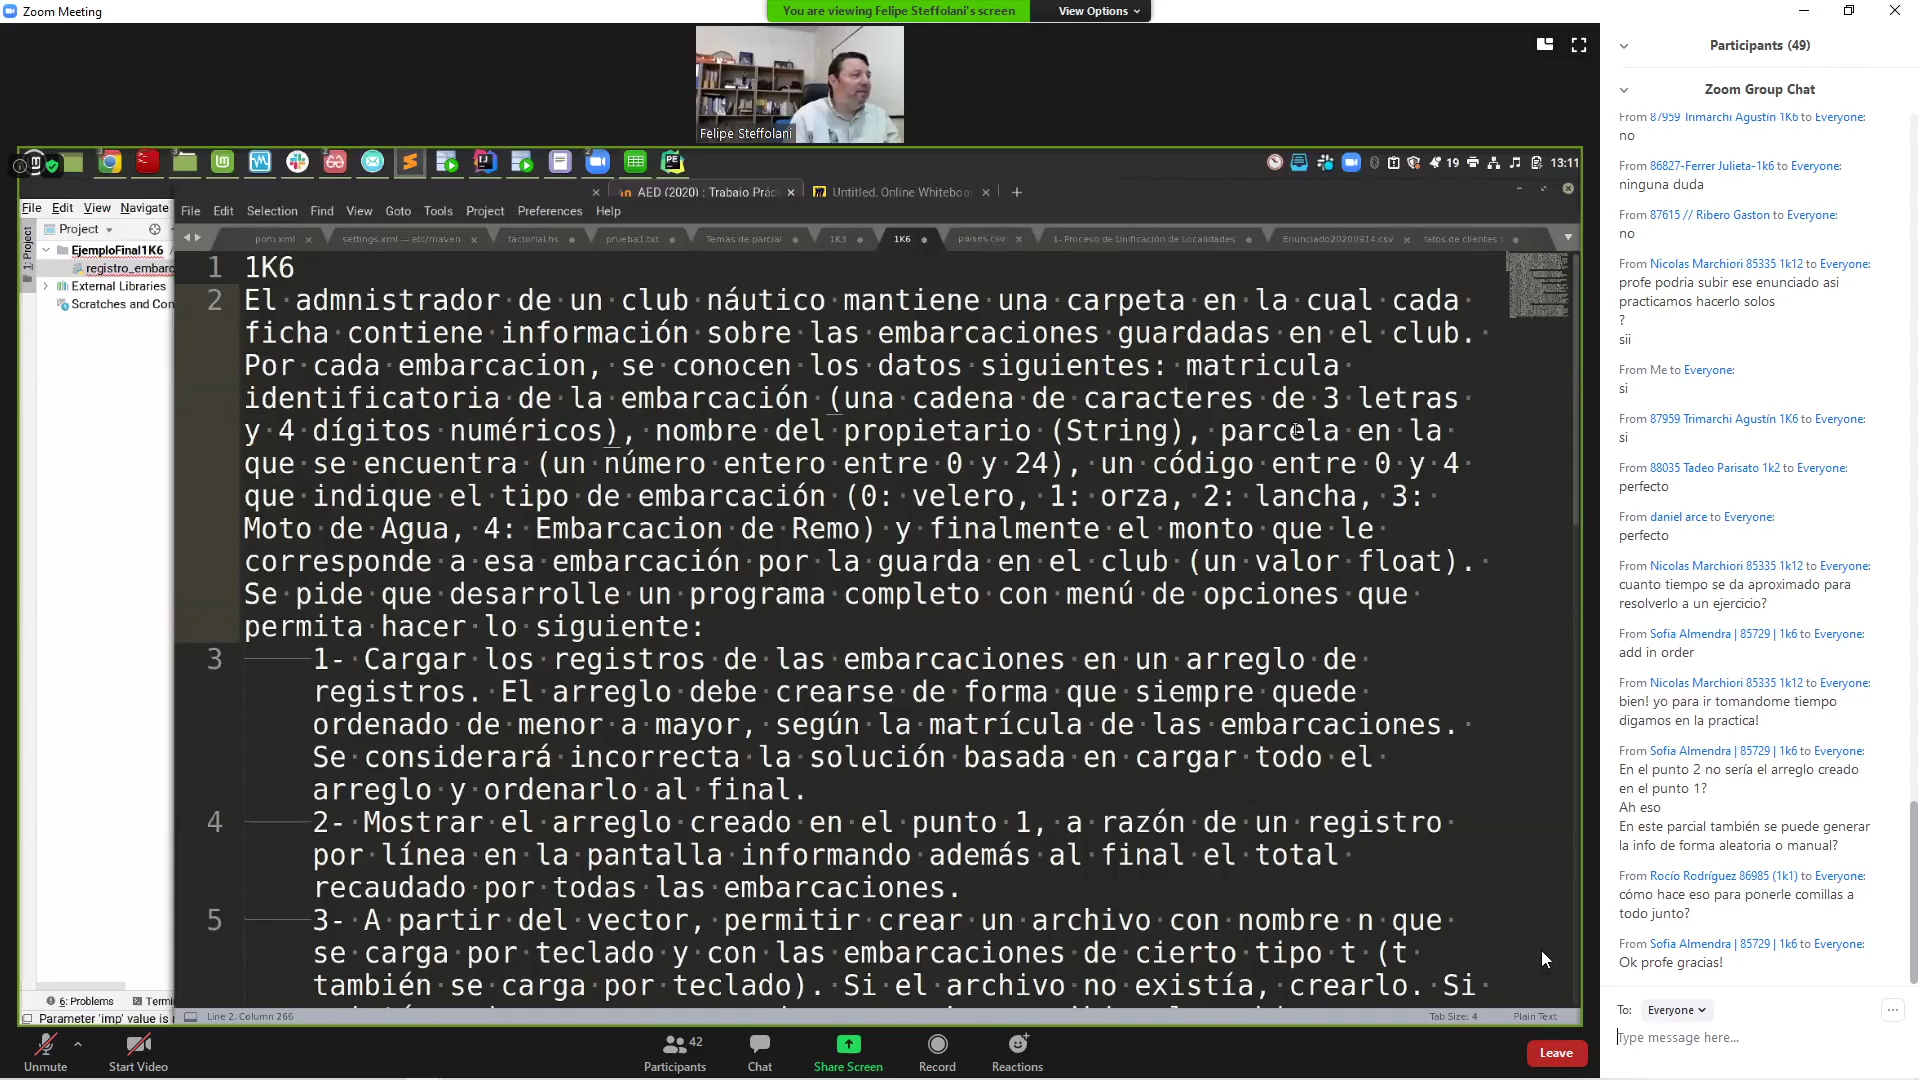 Zoom Meeting
You are viewing Felipe Steffolani's screen
View Options
Felipe Steffolani
19
13:11
AED (2020) : Trabajo Prác
Untitled, Online Whiteboa
File Edit View Navigate
File Edit Selection Find View Goto Tools Project Preferences Help
Project
pom.xml
settings.xml — etc/maven
factorial.hs
prueba1.txt
Temas de parcial
1K3
1K6
paises.csv
1- Proceso de Unificación de Localidades
Enunciado20200914.csv
latos de clientes
1: Project
EjemploFinal1K6
registro_embarc
External Libraries
Scratches and Con
1 1K6
2 El admnistrador de un club náutico mantiene una carpeta en la cual cada
ficha contiene información sobre las embarcaciones guardadas en el club.
Por cada embarcacion, se conocen los datos siguientes: matricula
identificatoria de la embarcación (una cadena de caracteres de 3 letras
y 4 dígitos numéricos), nombre del propietario (String), parcela en la
que se encuentra (un número entero entre 0 y 24), un código entre 0 y 4
que indique el tipo de embarcación (0: velero, 1: orza, 2: lancha, 3:
Moto de Agua, 4: Embarcacion de Remo) y finalmente el monto que le
corresponde a esa embarcación por la guarda en el club (un valor float).
Se pide que desarrolle un programa completo con menú de opciones que
permita hacer lo siguiente:
3 1- Cargar los registros de las embarcaciones en un arreglo de
registros. El arreglo debe crearse de forma que siempre quede
ordenado de menor a mayor, según la matrícula de las embarcaciones.
Se considerará incorrecta la solución basada en cargar todo el
arreglo y ordenarlo al final.
4 2- Mostrar el arreglo creado en el punto 1, a razón de un registro
por línea en la pantalla informando además al final el total
recaudado por todas las embarcaciones.
5 3- A partir del vector, permitir crear un archivo con nombre n que
se carga por teclado y con las embarcaciones de cierto tipo t (t
también se carga por teclado). Si el archivo no existía, crearlo. Si
6: Problems
Termi
Parameter 'imp' value is
Line 2, Column 266
Tab Size: 4
Plain Text
Unmute
Start Video
42
Participants
Chat
Share Screen
Record
Reactions
Leave
Participants (49)
Zoom Group Chat
From 87959 Trimarchi Agustín 1K6 to Everyone:
no
From 86827-Ferrer Julieta-1k6 to Everyone:
ninguna duda
From 87615 // Ribero Gaston to Everyone:
no
From Nicolas Marchiori 85335 1k12 to Everyone:
profe podria subir ese enunciado asi
practicamos hacerlo solos
?
sii
From Me to Everyone:
si
From 87959 Trimarchi Agustín 1K6 to Everyone:
si
From 88035 Tadeo Parisato 1k2 to Everyone:
perfecto
From daniel arce to Everyone:
perfecto
From Nicolas Marchiori 85335 1k12 to Everyone:
cuanto tiempo se da aproximado para
resolverlo a un ejercicio?
From Sofia Almendra | 85729 | 1k6 to Everyone:
add in order
From Nicolas Marchiori 85335 1k12 to Everyone:
bien! yo para ir tomandome tiempo
digamos en la practica!
From Sofia Almendra | 85729 | 1k6 to Everyone:
En el punto 2 no sería el arreglo creado
en el punto 1?
Ah eso
En este parcial también se puede generar
la info de forma aleatoria o manual?
From Rocío Rodríguez 86985 (1k1) to Everyone:
cómo hace eso para ponerle comillas a
todo junto?
From Sofia Almendra | 85729 | 1k6 to Everyone:
Ok profe gracias!
To: Everyone
Type message here...